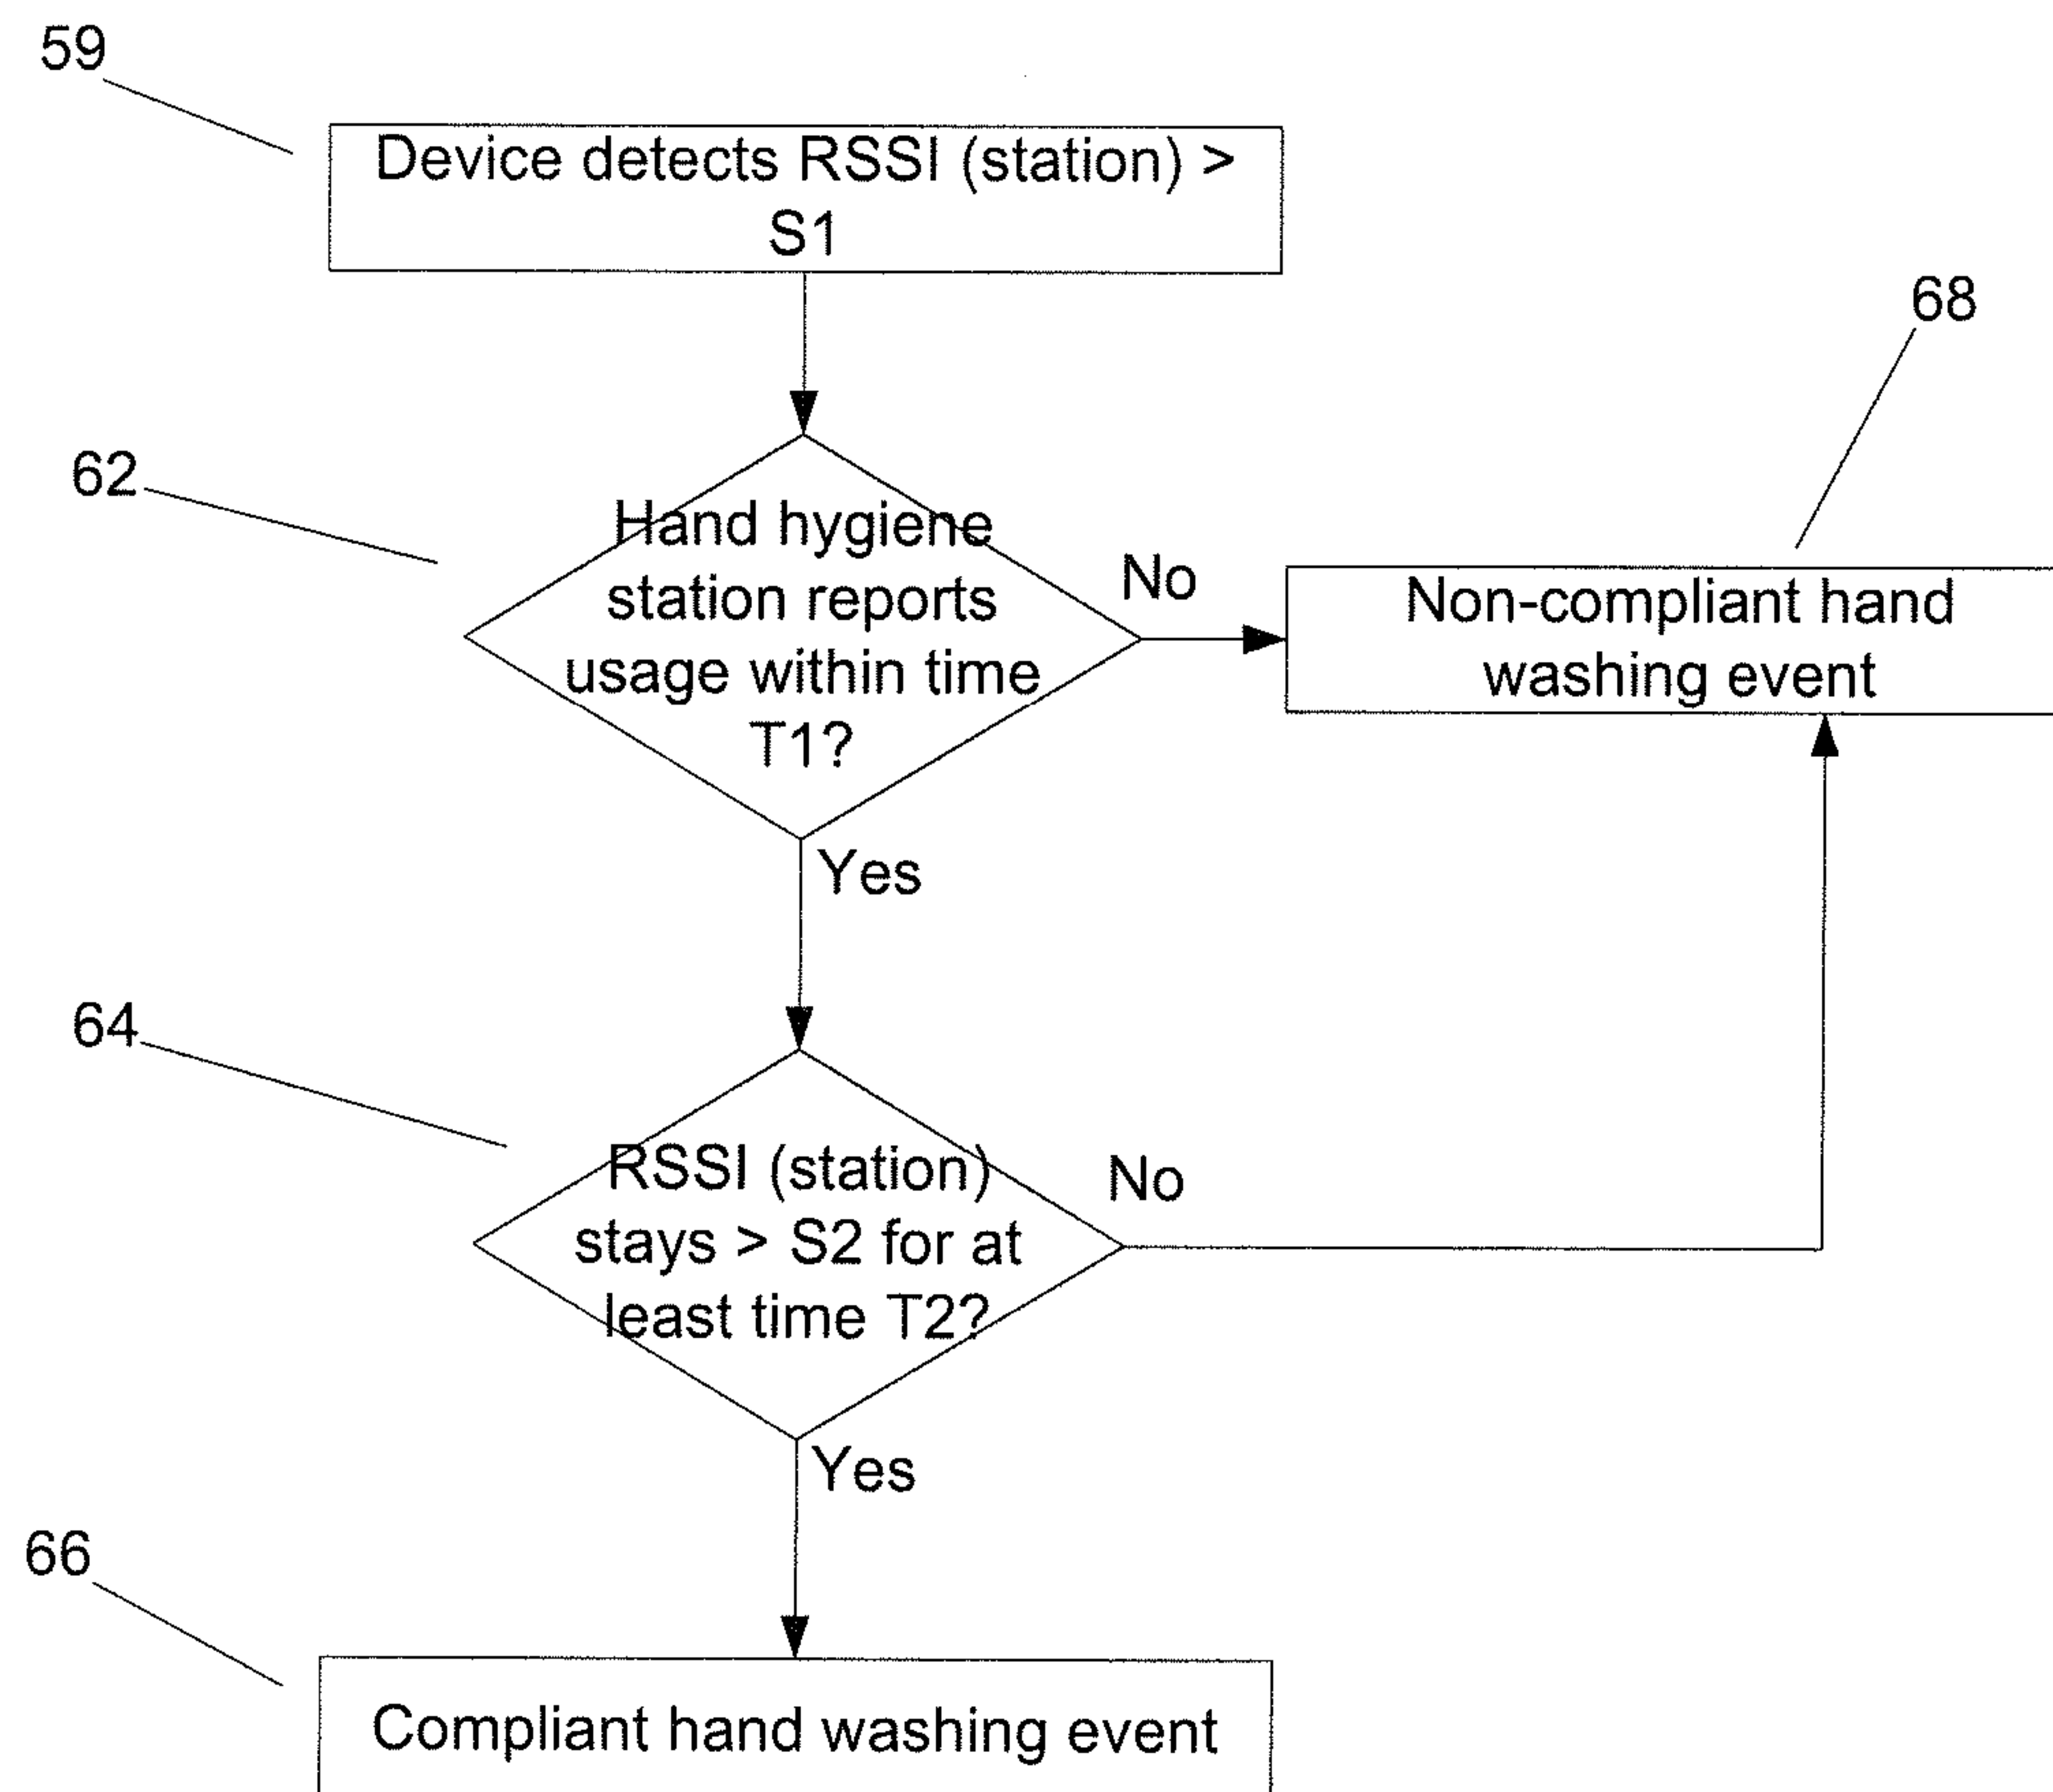 59
Device detects RSSI (station) >
S1
68
62
Hand hygiene
station reports
usage within time
T1?
No
Non-compliant hand
washing event
Yes
64
RSSI (station)
stays > S2 for at
least time T2?
No
Yes
66
Compliant hand washing event